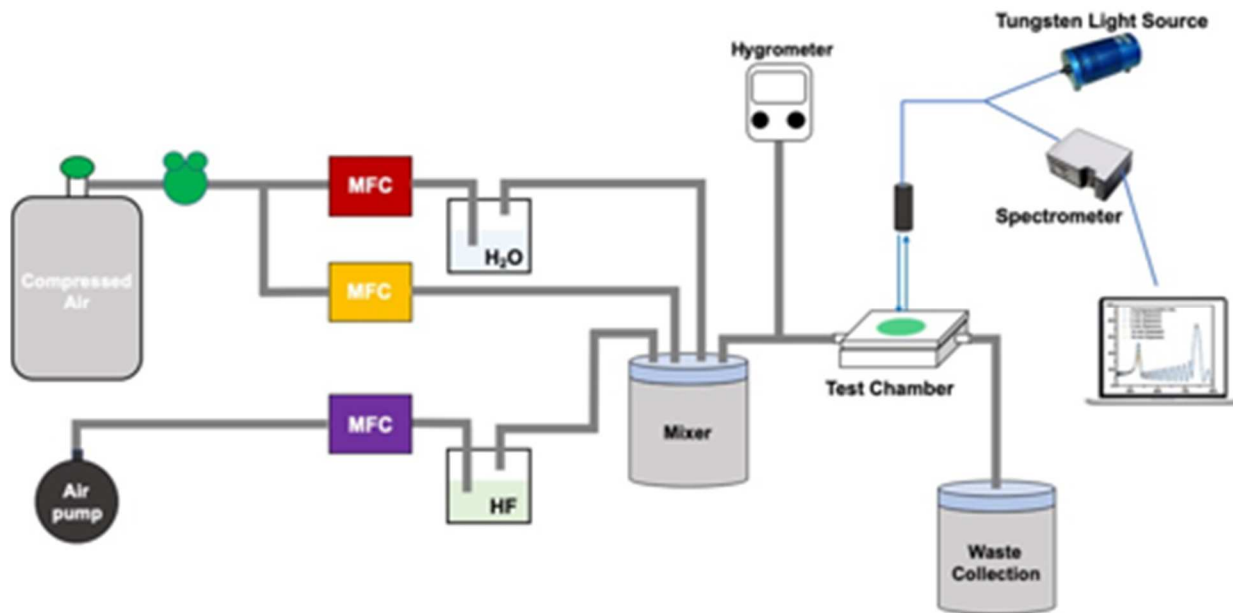 Tungsten Light Source
Hygrometer
MFC
H₂O
Spectrometer
Compressed
Air
MFC
Test Chamber
MFC
Mixer
Air
pump
HF
Waste
Collection